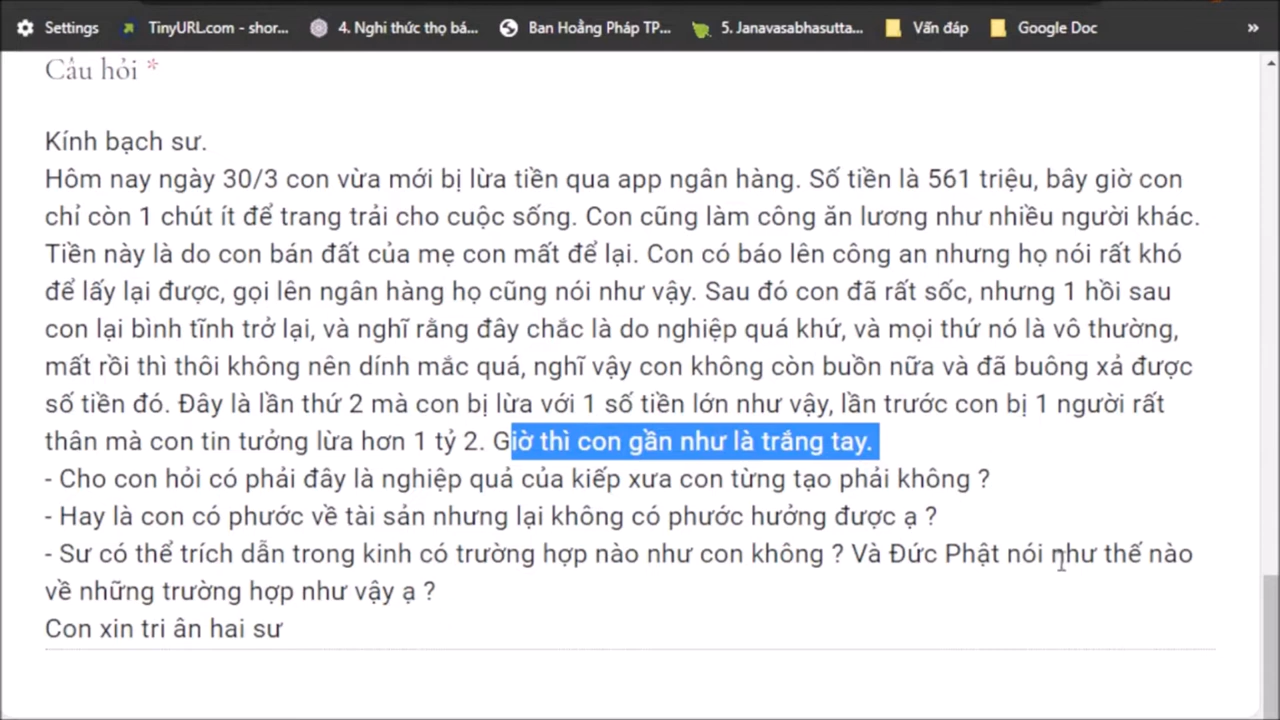 Settings TinyURL.com - shor... 4. Nghi thức thọ bá... Ban Hoằng Pháp TP... 5. Janavasabhasutta... Vấn đáp Google Doc »
Câu hỏi *
Kính bạch sư.
Hôm nay ngày 30/3 con vừa mới bị lừa tiền qua app ngân hàng. Số tiền là 561 triệu, bây giờ con
chỉ còn 1 chút ít để trang trải cho cuộc sống. Con cũng làm công ăn lương như nhiều người khác.
Tiền này là do con bán đất của mẹ con mất để lại. Con có báo lên công an nhưng họ nói rất khó
để lấy lại được, gọi lên ngân hàng họ cũng nói như vậy. Sau đó con đã rất sốc, nhưng 1 hồi sau
con lại bình tĩnh trở lại, và nghĩ rằng đây chắc là do nghiệp quá khứ, và mọi thứ nó là vô thường,
mất rồi thì thôi không nên dính mắc quá, nghĩ vậy con không còn buồn nữa và đã buông xả được
số tiền đó. Đây là lần thứ 2 mà con bị lừa với 1 số tiền lớn như vậy, lần trước con bị 1 người rất
thân mà con tin tưởng lừa hơn 1 tỷ 2. Giờ thì con gần như là trắng tay.
- Cho con hỏi có phải đây là nghiệp quả của kiếp xưa con từng tạo phải không ?
- Hay là con có phước về tài sản nhưng lại không có phước hưởng được ạ ?
- Sư có thể trích dẫn trong kinh có trường hợp nào như con không ? Và Đức Phật nói như thế nào
về những trường hợp như vậy ạ ?
Con xin tri ân hai sư